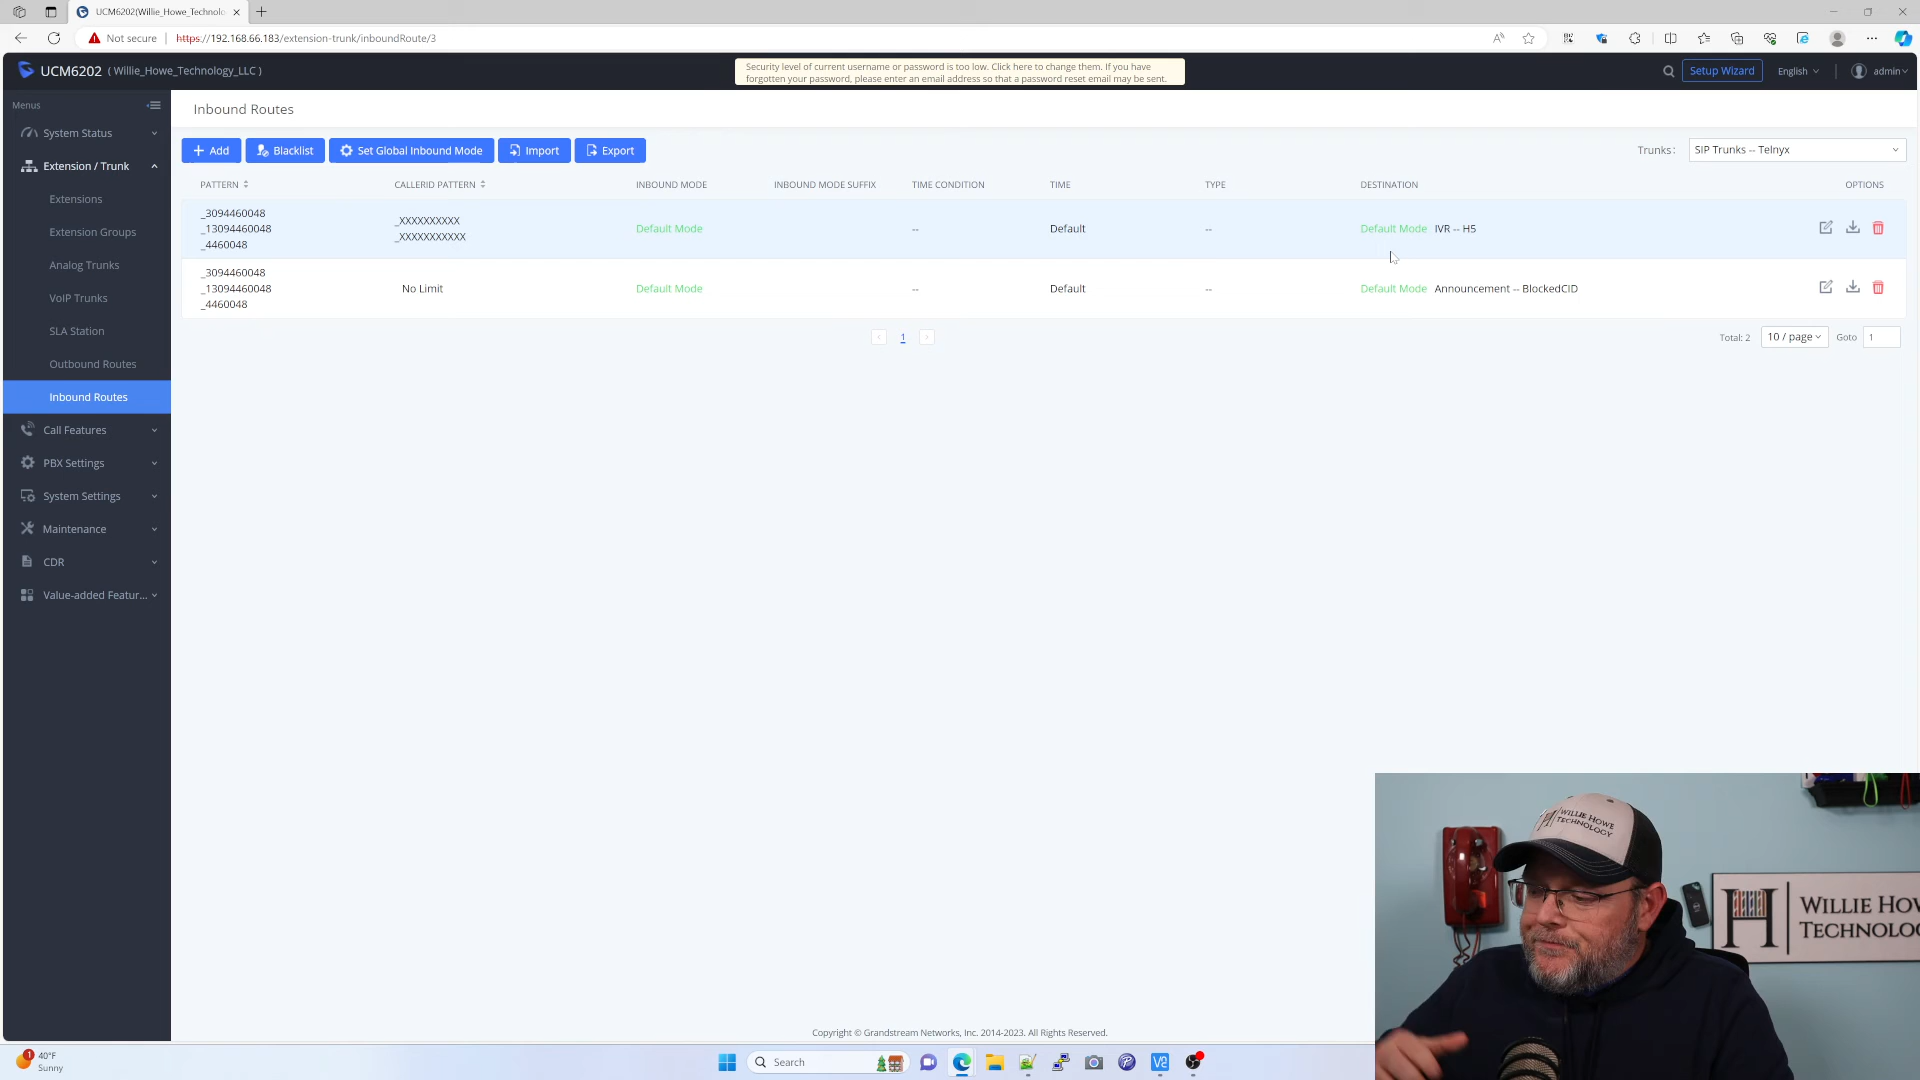 UCM6202(Willie_Howe_Technolo
Not secure
https://192.168.66.183/extension-trunk/inboundRoute/3
UCM6202 ( Willie_Howe_Technology_LLC )
Security level of current username or password is too low. Click here to change them. If you have
forgotten your password, please enter an email address so that a password reset email may be sent.
Setup Wizard
English
admin
Menus
System Status
Extension / Trunk
Extensions
Extension Groups
Analog Trunks
VoIP Trunks
SLA Station
Outbound Routes
Inbound Routes
Call Features
PBX Settings
System Settings
Maintenance
CDR
Value-added Featur...
Inbound Routes
+ Add
Blacklist
Set Global Inbound Mode
Import
Export
Trunks:
SIP Trunks -- Telnyx
PATTERN
CALLERID PATTERN
INBOUND MODE
INBOUND MODE SUFFIX
TIME CONDITION
TIME
TYPE
DESTINATION
OPTIONS
_3094460048
_13094460048
_4460048
_XXXXXXXXXX
_XXXXXXXXXXX
Default Mode
--
Default
--
Default Mode IVR -- H5
_3094460048
_13094460048
_4460048
No Limit
Default Mode
--
Default
--
Default Mode Announcement -- BlockedCID
1
Total: 2
10 / page
Goto
1
WILLIE HOWE
TECHNOLOGY
WILLIE HOW
TECHNOLOG
Copyright © Grandstream Networks, Inc. 2014-2023. All Rights Reserved.
1
40°F
Sunny
Search